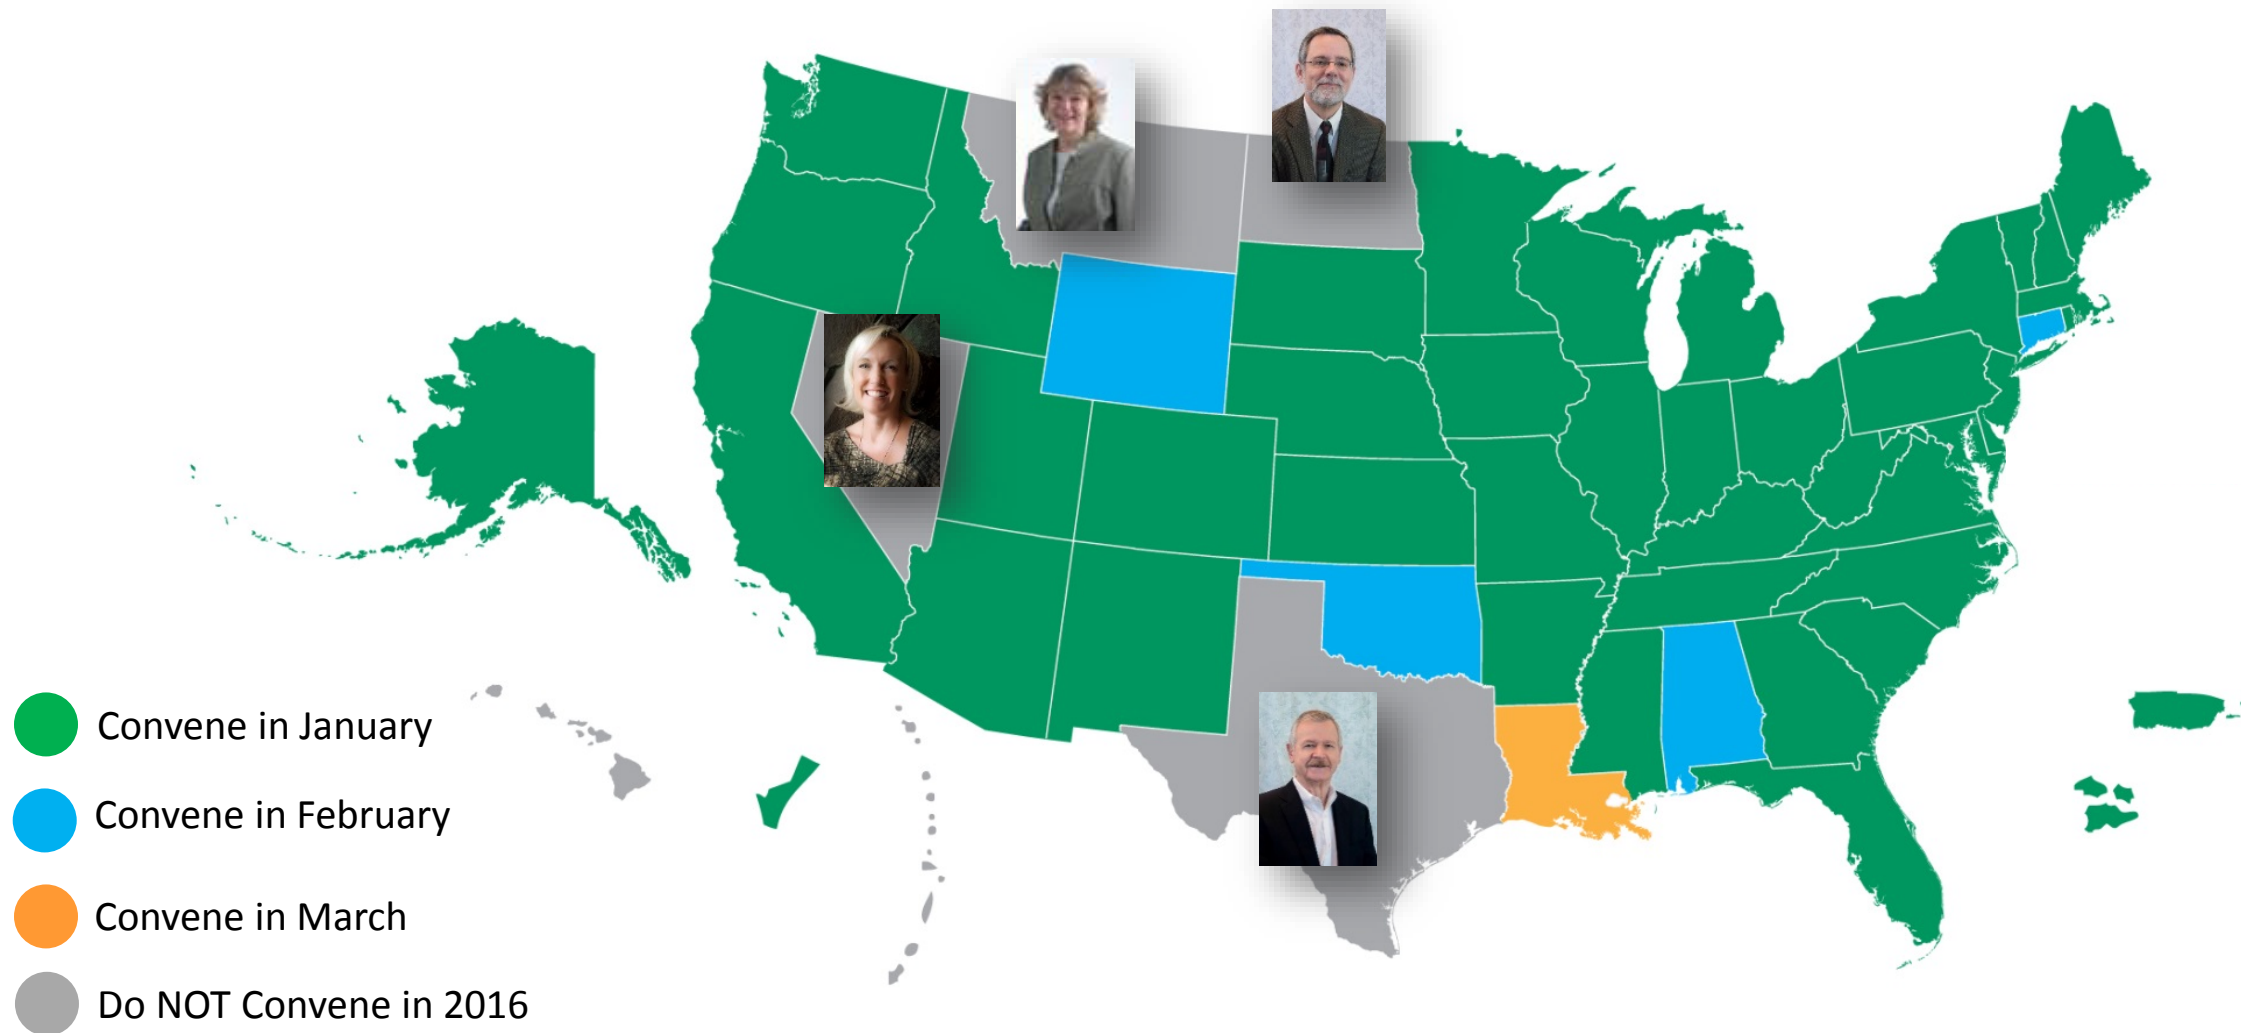 Convene in January
Convene in February
Convene in March
Do NOT Convene in 2016